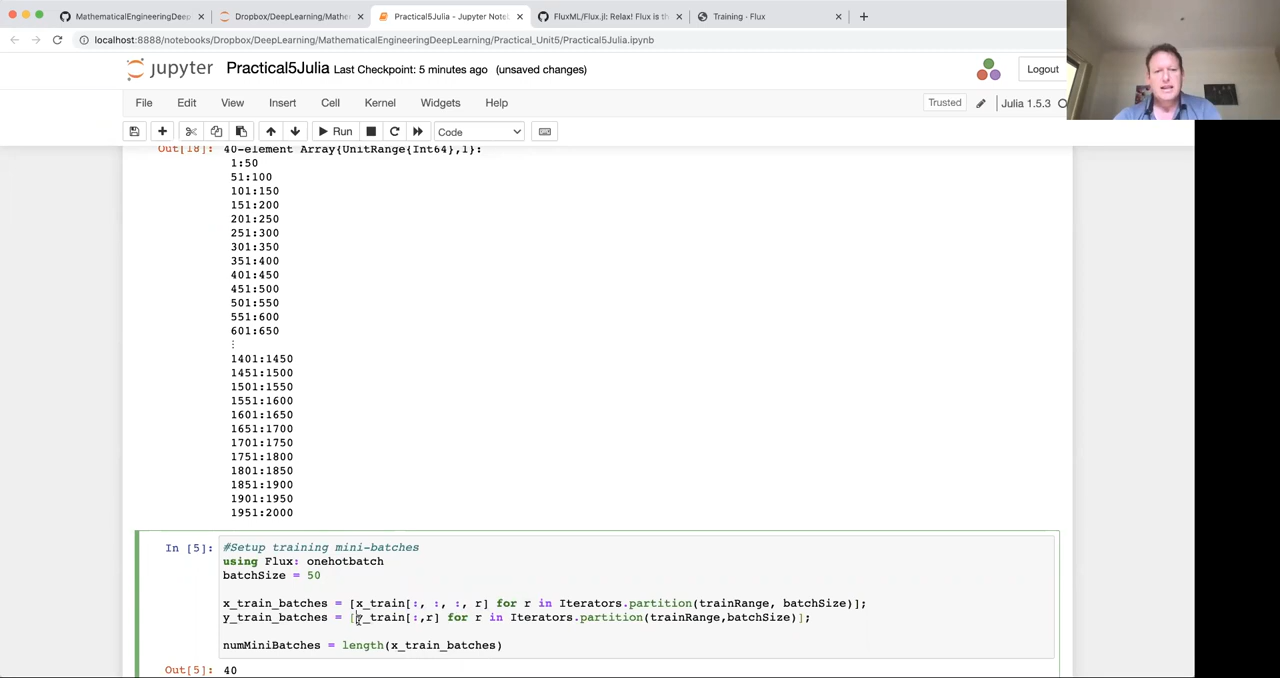 MathematicalEngineeringDeep
Dropbox/DeepLearning/Mathe
Practical5Julia - Jupyter Noteb
FluxML/Flux.jl: Relax! Flux is th
Training · Flux
localhost:8888/notebooks/Dropbox/DeepLearning/MathematicalEngineeringDeepLearning/Practical_Unit5/Practical5Julia.ipynb
jupyter Practical5Julia Last Checkpoint: 5 minutes ago (unsaved changes) Logout
File Edit View Insert Cell Kernel Widgets Help Trusted Julia 1.5.3
Run Code
Out[18]: 40-element Array{UnitRange{Int64},1}:
1:50
51:100
101:150
151:200
201:250
251:300
301:350
351:400
401:450
451:500
501:550
551:600
601:650
⋮
1401:1450
1451:1500
1501:1550
1551:1600
1601:1650
1651:1700
1701:1750
1751:1800
1801:1850
1851:1900
1901:1950
1951:2000
In [5]: #Setup training mini-batches
using Flux: onehotbatch
batchSize = 50
x_train_batches = [x_train[:, :, :, r] for r in Iterators.partition(trainRange, batchSize)];
y_train_batches = [y_train[:,r] for r in Iterators.partition(trainRange,batchSize)];
numMiniBatches = length(x_train_batches)
Out[5]: 40